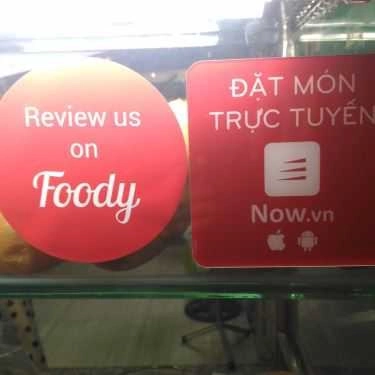 Review us
on
Foody
ĐẶT MÓN
TRỰC TUYẾN
Now.vn